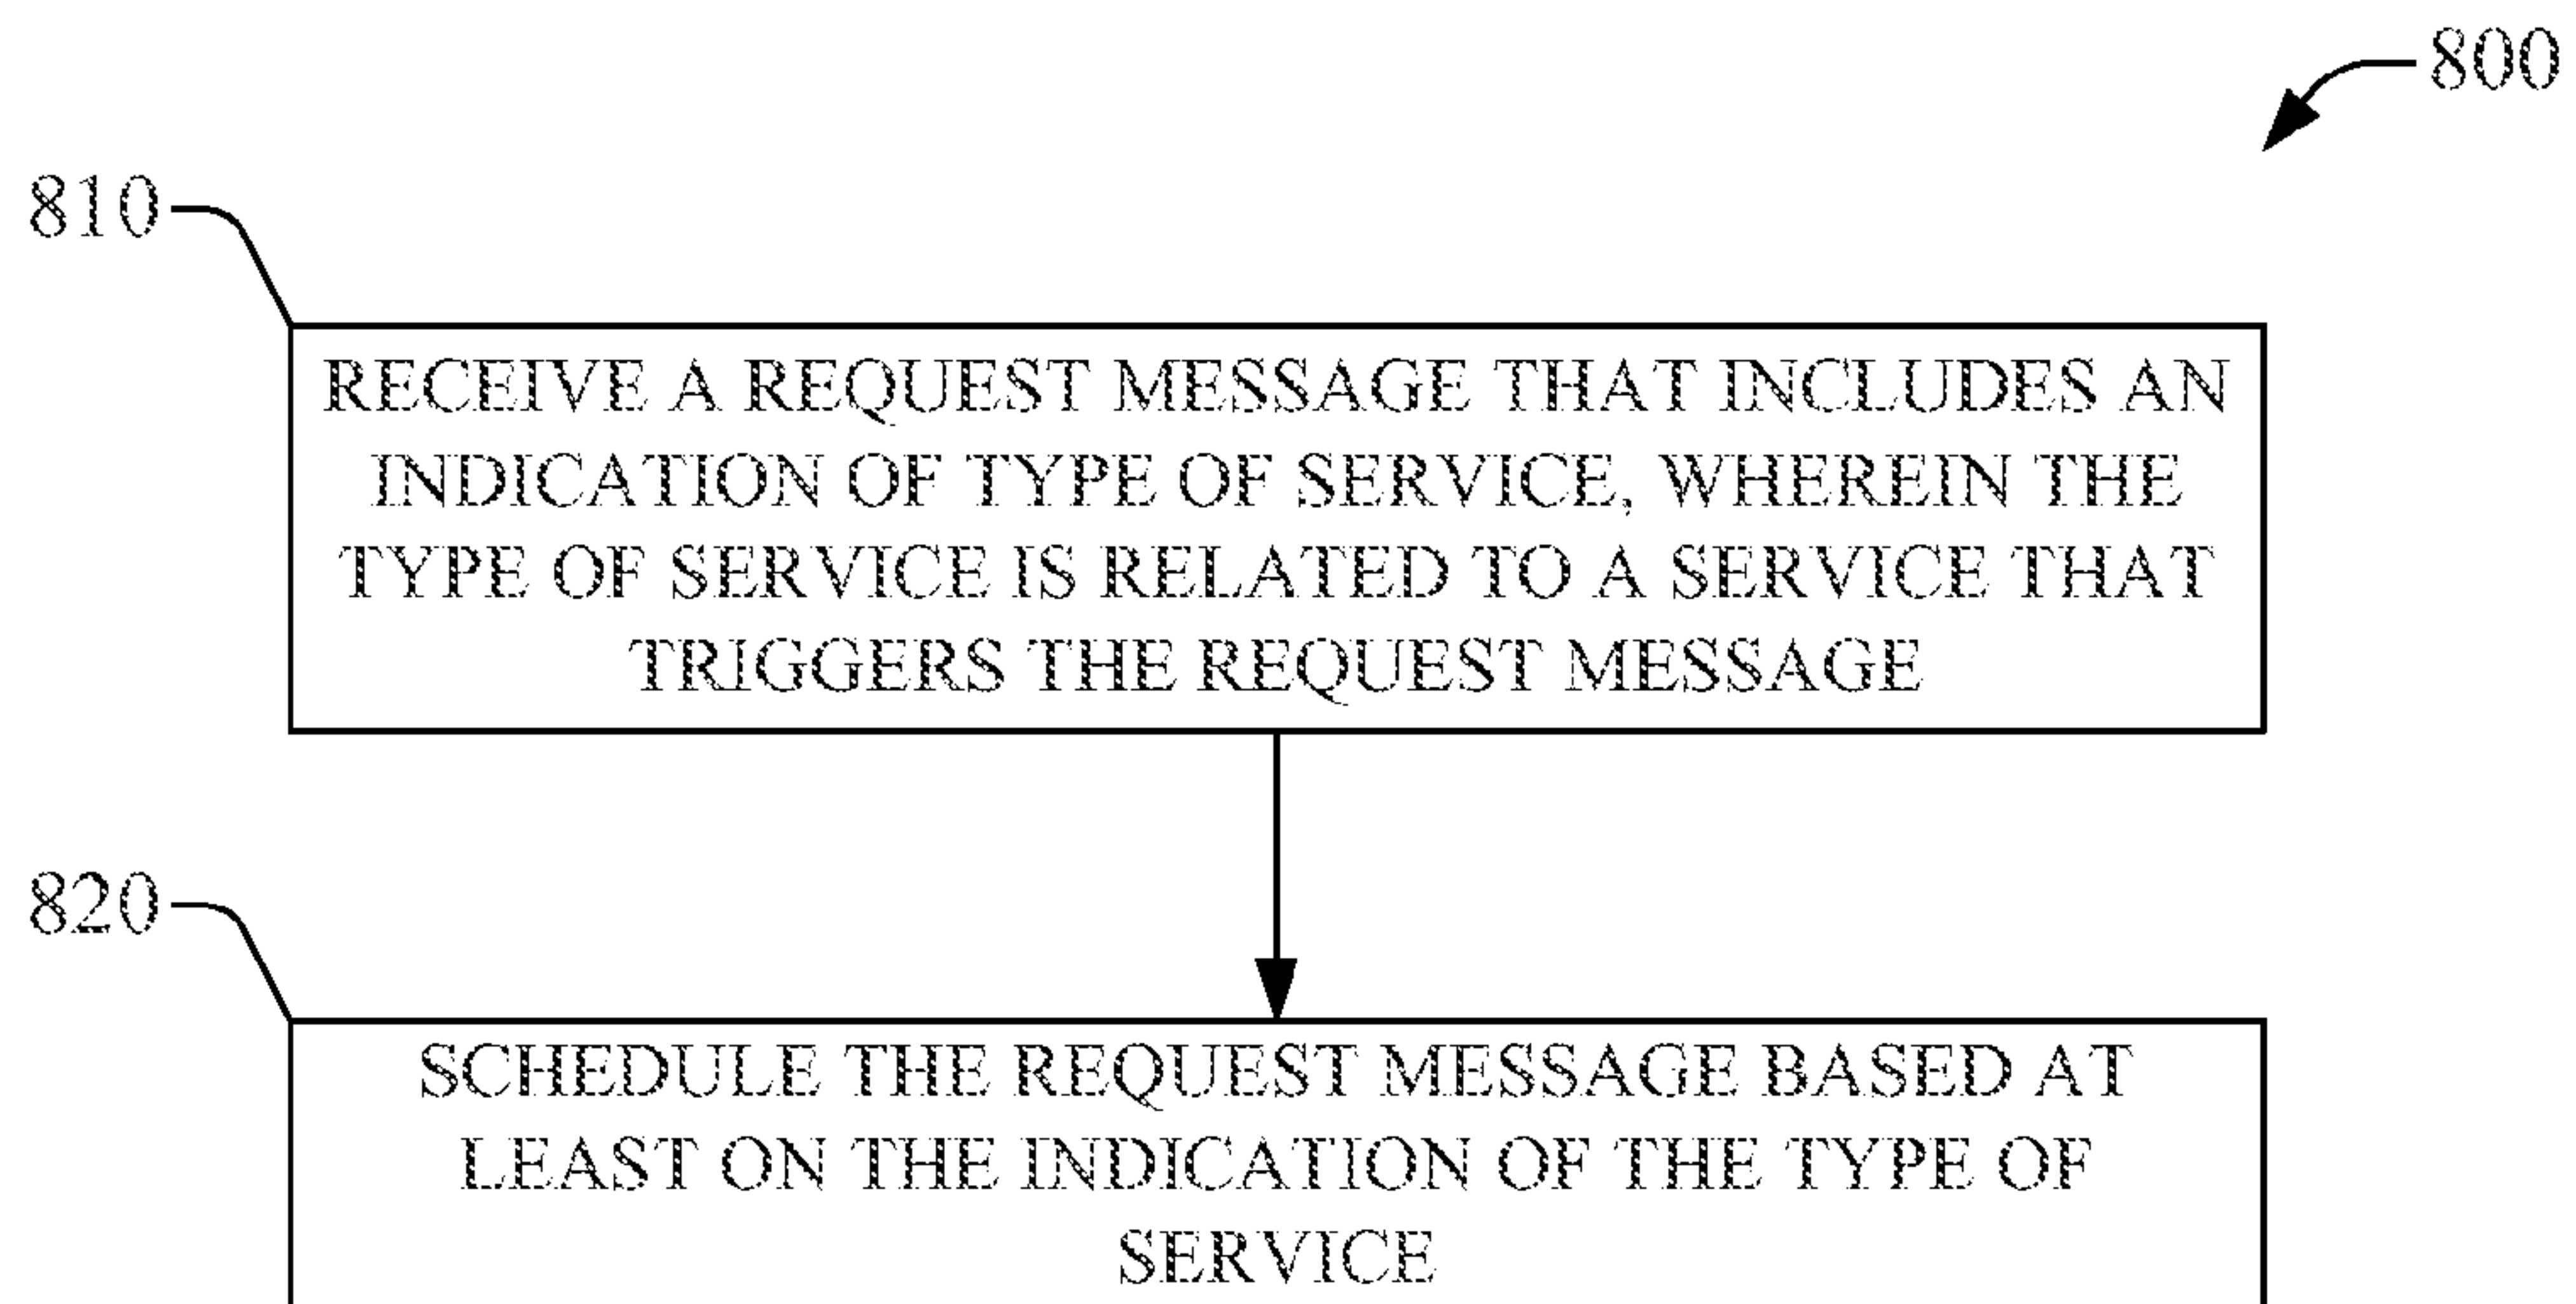 800
810
RECEIVE A REQUEST MESSAGE THAT INCLUDES AN
INDICATION OF TYPE OF SERVICE, WHEREIN THE
TYPE OF SERVICE IS RELATED TO A SERVICE THAT
TRIGGERS THE REQUEST MESSAGE
820
SCHEDULE THE REQUEST MESSAGE BASED AT
LEAST ON THE INDICATION OF THE TYPE OF
SERVICE